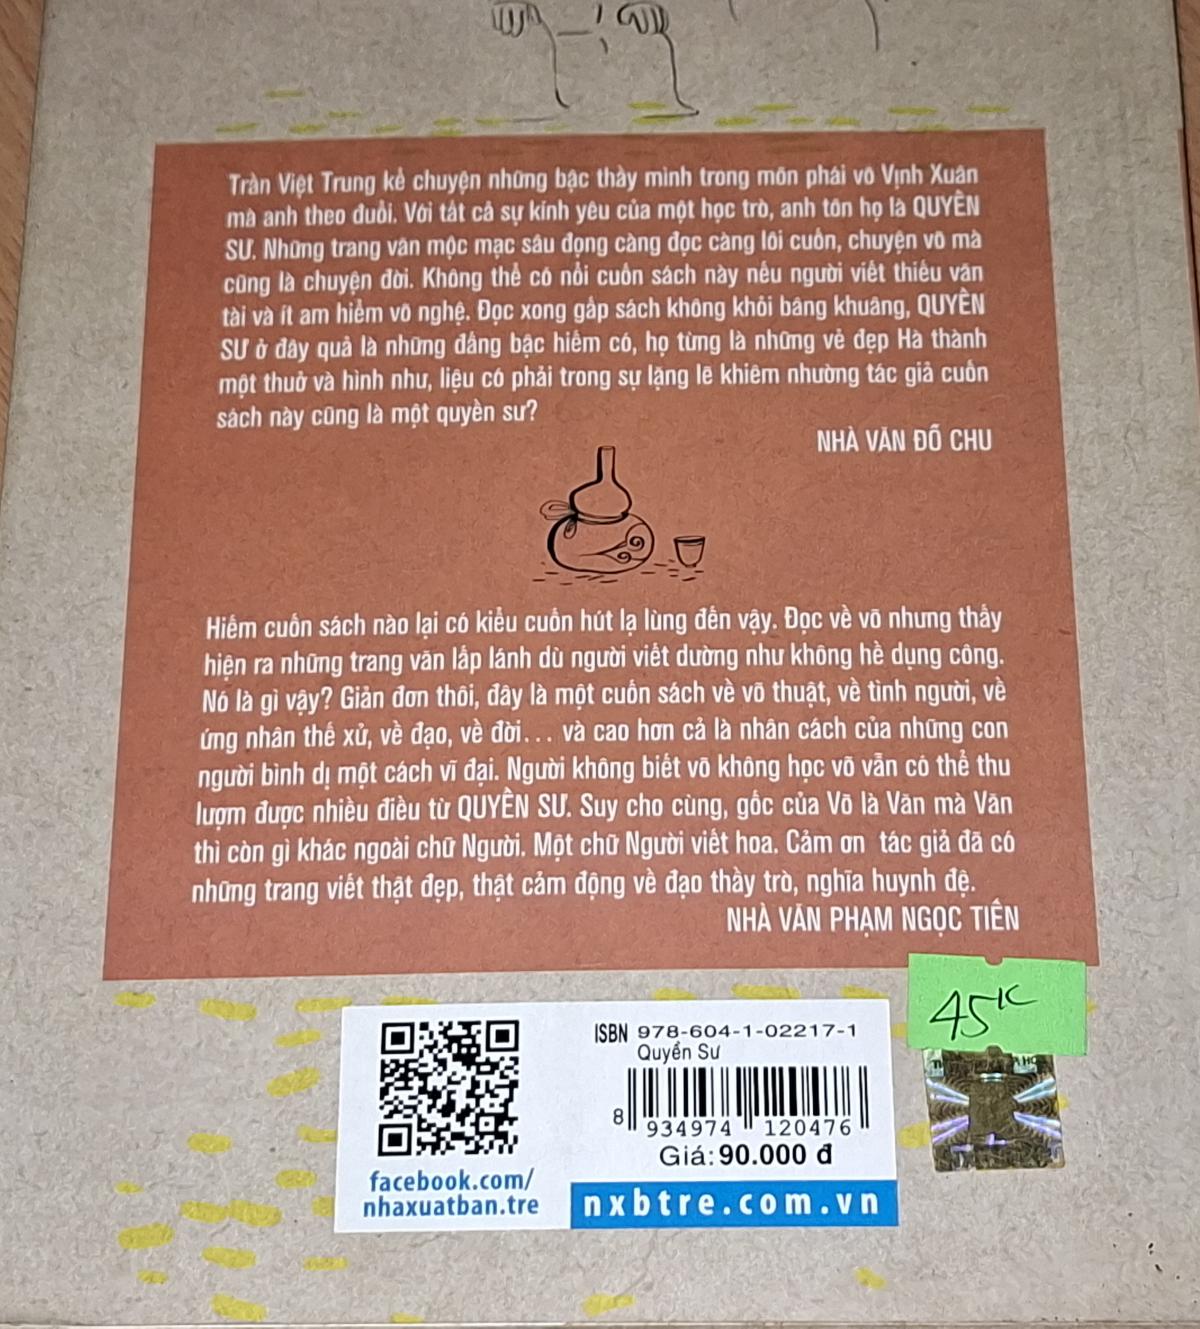 Trần Việt Trung kể chuyện những bậc thầy mình trong môn phái võ Vịnh Xuân
mà anh theo đuổi. Với tất cả sự kính yêu của một học trò, anh tôn họ là QUYỀN
SƯ. Những trang văn mộc mạc sâu đọng càng đọc càng lôi cuốn, chuyện võ mà
cũng là chuyện đời. Không thể có nổi cuốn sách này nếu người viết thiếu văn
tài và ít am hiểm võ nghệ. Đọc xong gấp sách không khỏi bâng khuâng, QUYỀN
SƯ ở đây quả là những đấng bậc hiếm có, họ từng là những vẻ đẹp Hà thành
một thuở và hình như, liệu có phải trong sự lặng lẽ khiêm nhường tác giả cuốn
sách này cũng là một quyền sư?
NHÀ VĂN ĐỖ CHU
Hiếm cuốn sách nào lại có kiểu cuốn hút lạ lùng đến vậy. Đọc về võ nhưng thấy
hiện ra những trang văn lấp lánh dù người viết dường như không hề dụng công.
Nó là gì vậy? Giản đơn thôi, đây là một cuốn sách về võ thuật, về tình người, về
ứng nhân thế xử, về đạo, về đời... và cao hơn cả là nhân cách của những con
người bình dị một cách vĩ đại. Người không biết võ không học võ vẫn có thể thu
lượm được nhiều điều từ QUYỀN SƯ. Suy cho cùng, gốc của Võ là Văn mà Văn
thì còn gì khác ngoài chữ Người. Một chữ Người viết hoa. Cảm ơn tác giả đã có
những trang viết thật đẹp, thật cảm động về đạo thầy trò, nghĩa huynh đệ.
NHÀ VĂN PHẠM NGỌC TIẾN
45K
ISBN 978-604-1-02217-1
Quyền Sư
8 934974 120476
Giá: 90.000 đ
facebook.com/
nhaxuatban.tre
nxbtre.com.vn